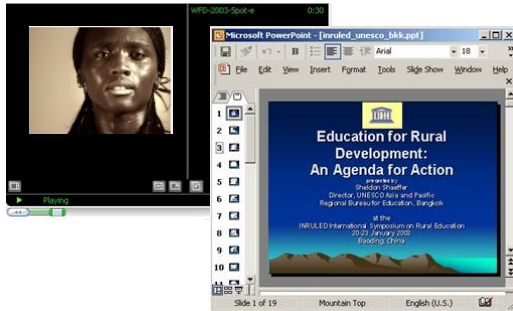 WFD-2003-Spot-e 0:30
Playing
Microsoft PowerPoint - [inruled_unesco_bkk.ppt]
Arial 18
File Edit View Insert Format Tools Slide Show Window Help
1
2
3
4
5
6
7
8
9
10
Education for Rural
Development:
An Agenda for Action
presented by
Sheldon Shaeffer
Director, UNESCO Asia and Pacific
Regional Bureau for Education, Bangkok
at the
INRULED International Symposium on Rural Education
20-23 January 2003
Baoding, China
Slide 1 of 19 Mountain Top English (U.S.)